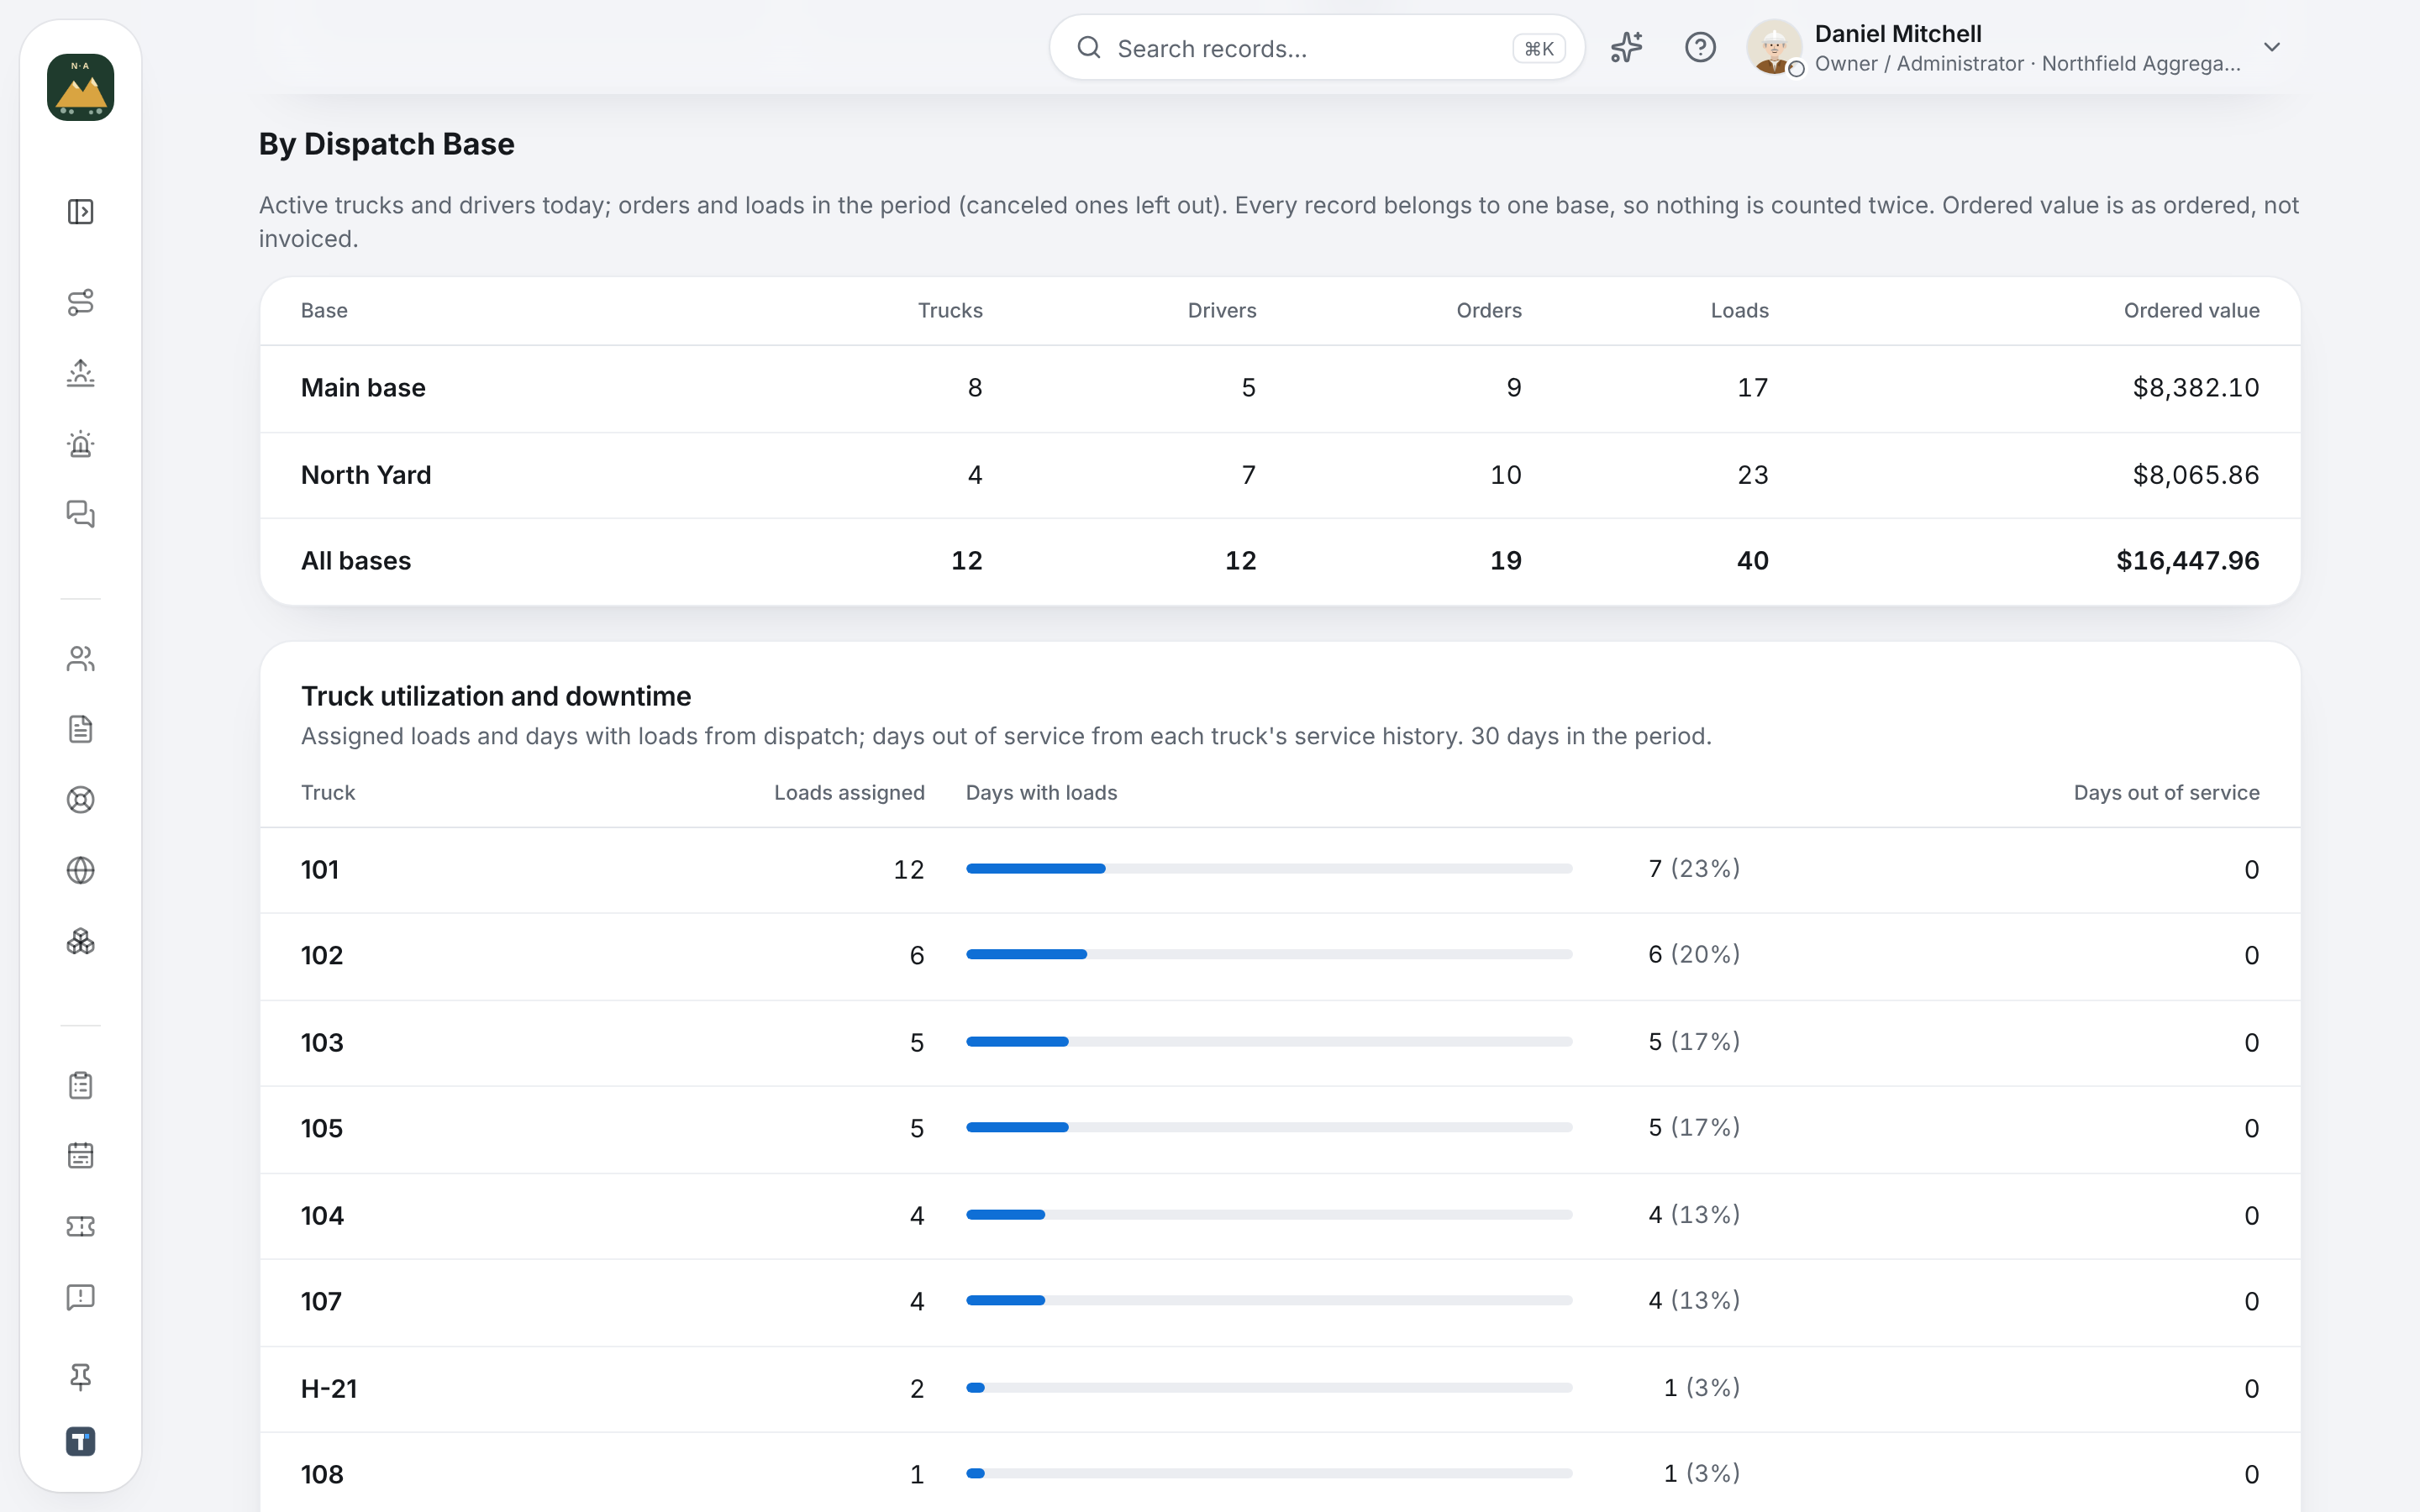 N·A
Search records... ⌘K
Daniel Mitchell
Owner / Administrator · Northfield Aggrega...
By Dispatch Base
Active trucks and drivers today; orders and loads in the period (canceled ones left out). Every record belongs to one base, so nothing is counted twice. Ordered value is as ordered, not
invoiced.
Base Trucks Drivers Orders Loads Ordered value
Main base 8 5 9 17 $8,382.10
North Yard 4 7 10 23 $8,065.86
All bases 12 12 19 40 $16,447.96
Truck utilization and downtime
Assigned loads and days with loads from dispatch; days out of service from each truck's service history. 30 days in the period.
Truck Loads assigned Days with loads Days out of service
101 12 7 (23%) 0
102 6 6 (20%) 0
103 5 5 (17%) 0
105 5 5 (17%) 0
104 4 4 (13%) 0
107 4 4 (13%) 0
H-21 2 1 (3%) 0
108 1 1 (3%) 0
T